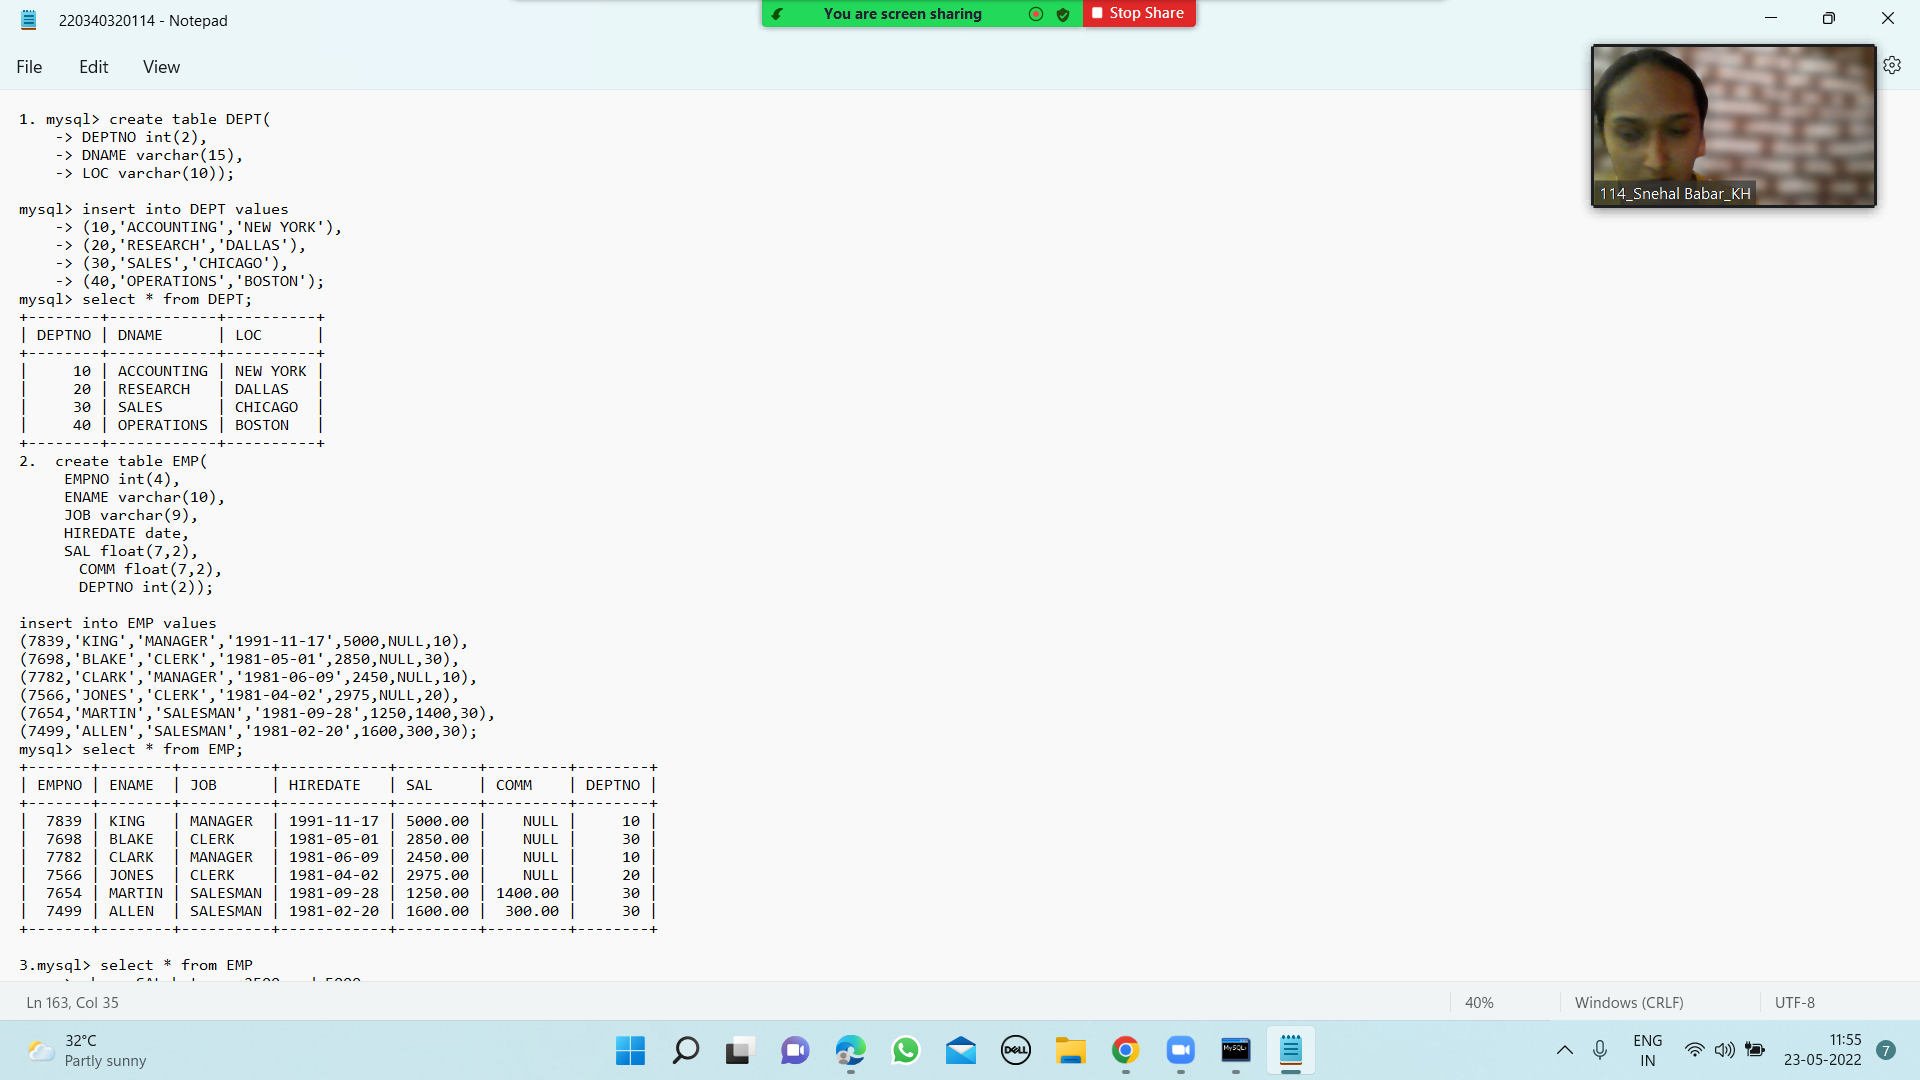 220340320114 - Notepad
You are screen sharing
Stop Share
File Edit View
114_Snehal Babar_KH
1. mysql> create table DEPT(
-> DEPTNO int(2),
-> DNAME varchar(15),
-> LOC varchar(10));
mysql> insert into DEPT values
-> (10,'ACCOUNTING','NEW YORK'),
-> (20,'RESEARCH','DALLAS'),
-> (30,'SALES','CHICAGO'),
-> (40,'OPERATIONS','BOSTON');
mysql> select * from DEPT;
+--------+------------+----------+
| DEPTNO | DNAME      | LOC      |
+--------+------------+----------+
|     10 | ACCOUNTING | NEW YORK |
|     20 | RESEARCH   | DALLAS   |
|     30 | SALES      | CHICAGO  |
|     40 | OPERATIONS | BOSTON   |
+--------+------------+----------+
2.  create table EMP(
EMPNO int(4),
ENAME varchar(10),
JOB varchar(9),
HIREDATE date,
SAL float(7,2),
COMM float(7,2),
DEPTNO int(2));
insert into EMP values
(7839,'KING','MANAGER','1991-11-17',5000,NULL,10),
(7698,'BLAKE','CLERK','1981-05-01',2850,NULL,30),
(7782,'CLARK','MANAGER','1981-06-09',2450,NULL,10),
(7566,'JONES','CLERK','1981-04-02',2975,NULL,20),
(7654,'MARTIN','SALESMAN','1981-09-28',1250,1400,30),
(7499,'ALLEN','SALESMAN','1981-02-20',1600,300,30);
mysql> select * from EMP;
+-------+--------+----------+------------+---------+---------+--------+
| EMPNO | ENAME  | JOB      | HIREDATE   | SAL     | COMM    | DEPTNO |
+-------+--------+----------+------------+---------+---------+--------+
|  7839 | KING   | MANAGER  | 1991-11-17 | 5000.00 |    NULL |     10 |
|  7698 | BLAKE  | CLERK    | 1981-05-01 | 2850.00 |    NULL |     30 |
|  7782 | CLARK  | MANAGER  | 1981-06-09 | 2450.00 |    NULL |     10 |
|  7566 | JONES  | CLERK    | 1981-04-02 | 2975.00 |    NULL |     20 |
|  7654 | MARTIN | SALESMAN | 1981-09-28 | 1250.00 | 1400.00 |     30 |
|  7499 | ALLEN  | SALESMAN | 1981-02-20 | 1600.00 |  300.00 |     30 |
+-------+--------+----------+------------+---------+---------+--------+
3.mysql> select * from EMP
Ln 163, Col 35
40%
Windows (CRLF)
UTF-8
32°C
Partly sunny
DELL
MySQL
ENG
IN
11:55
23-05-2022
7